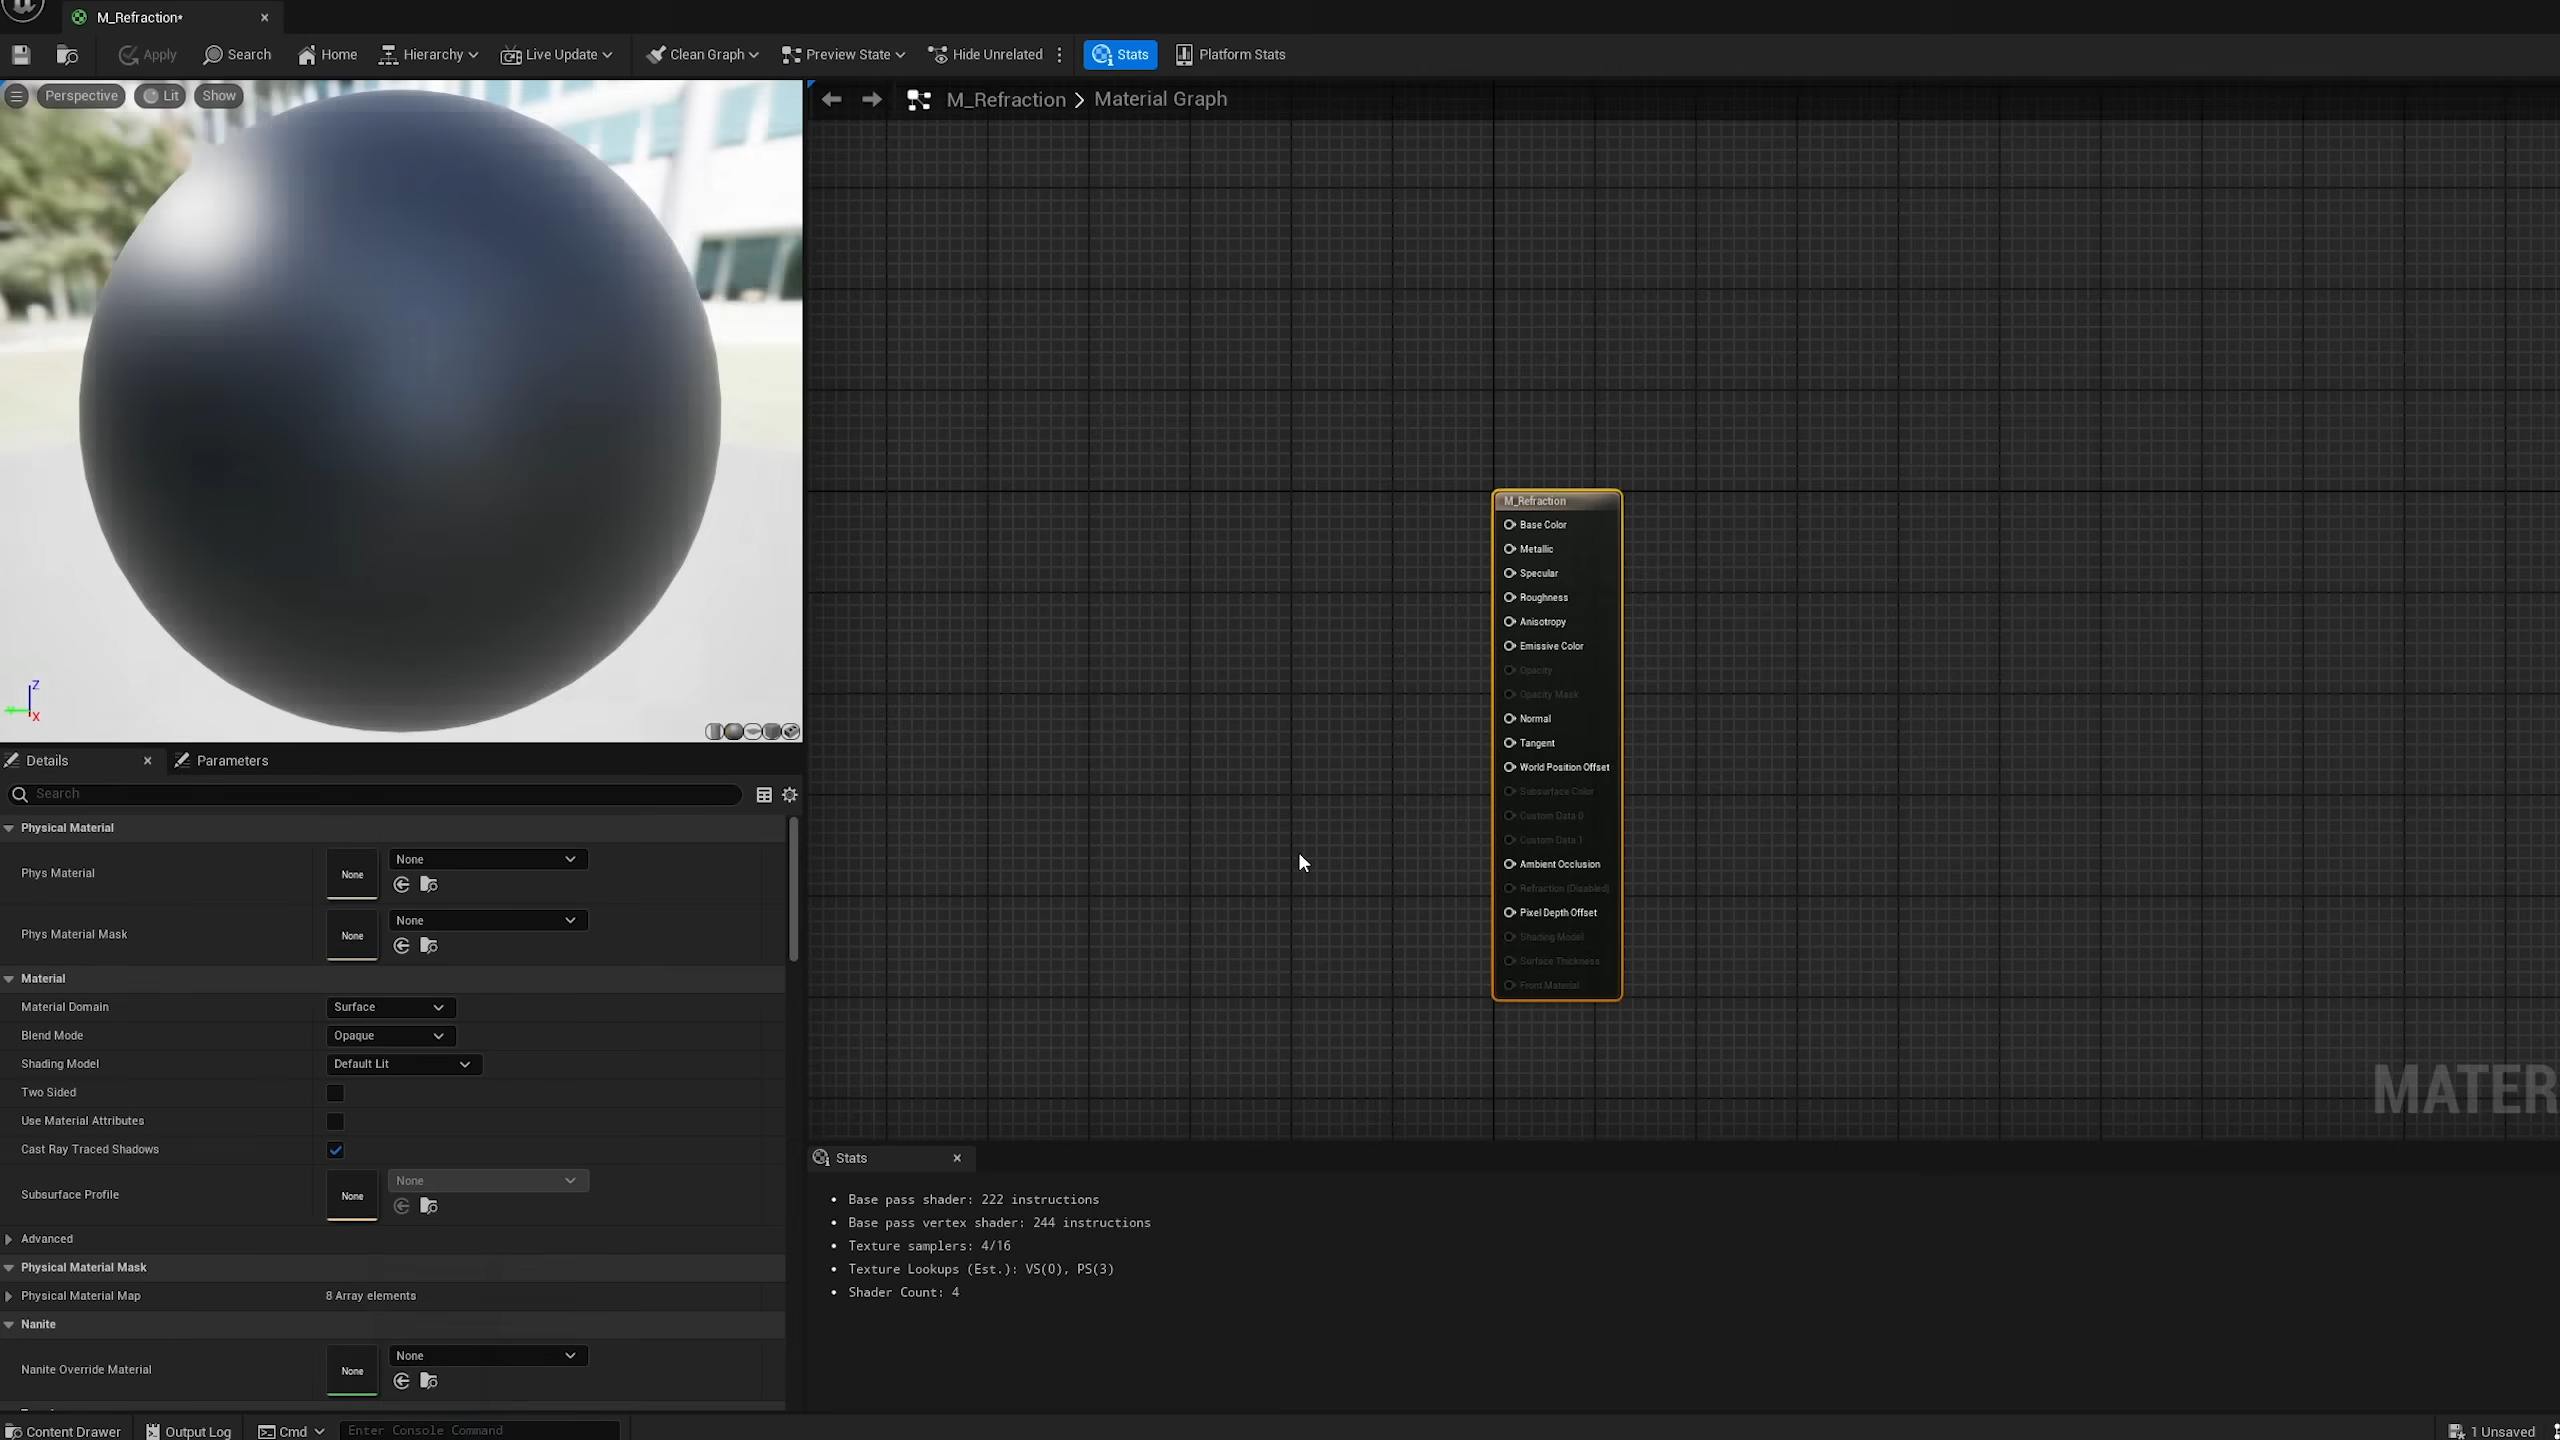 M_Refraction*
Apply
Search
Home
Hierarchy
Live Update
Clean Graph
Preview State
Hide Unrelated
Stats
Platform Stats
Perspective
Lit
Show
M_Refraction > Material Graph
M_Refraction
Base Color
Metallic
Specular
Roughness
Anisotropy
Emissive Color
Opacity
Opacity Mask
Normal
Tangent
World Position Offset
Subsurface Color
Custom Data 0
Custom Data 1
Ambient Occlusion
Refraction (Disabled)
Pixel Depth Offset
Shading Model
Surface Thickness
Front Material
MATER
Z
Y
X
Details
Parameters
Search
Physical Material
Phys Material
None
None
Phys Material Mask
None
None
Material
Material Domain
Surface
Blend Mode
Opaque
Shading Model
Default Lit
Two Sided
Use Material Attributes
Cast Ray Traced Shadows
Subsurface Profile
None
None
Advanced
Physical Material Mask
Physical Material Map
8 Array elements
Nanite
Nanite Override Material
None
None
Stats
• Base pass shader: 222 instructions
• Base pass vertex shader: 244 instructions
• Texture samplers: 4/16
• Texture Lookups (Est.): VS(0), PS(3)
• Shader Count: 4
Content Drawer
Output Log
Cmd
Enter Console Command
1 Unsaved